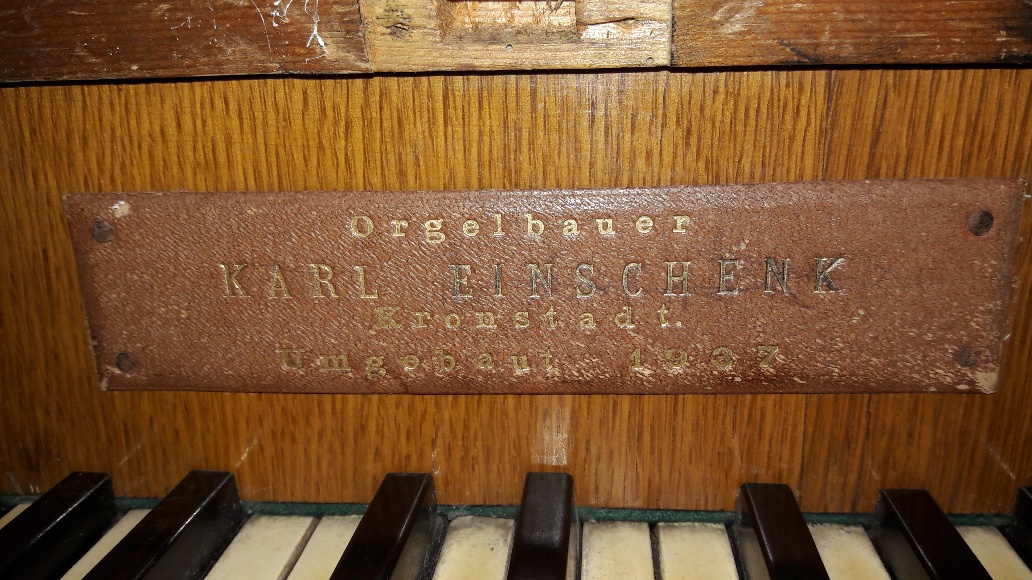 Orgelbauer
KARL EINSCHENK
Kronstadt.
Umgebaut 1937